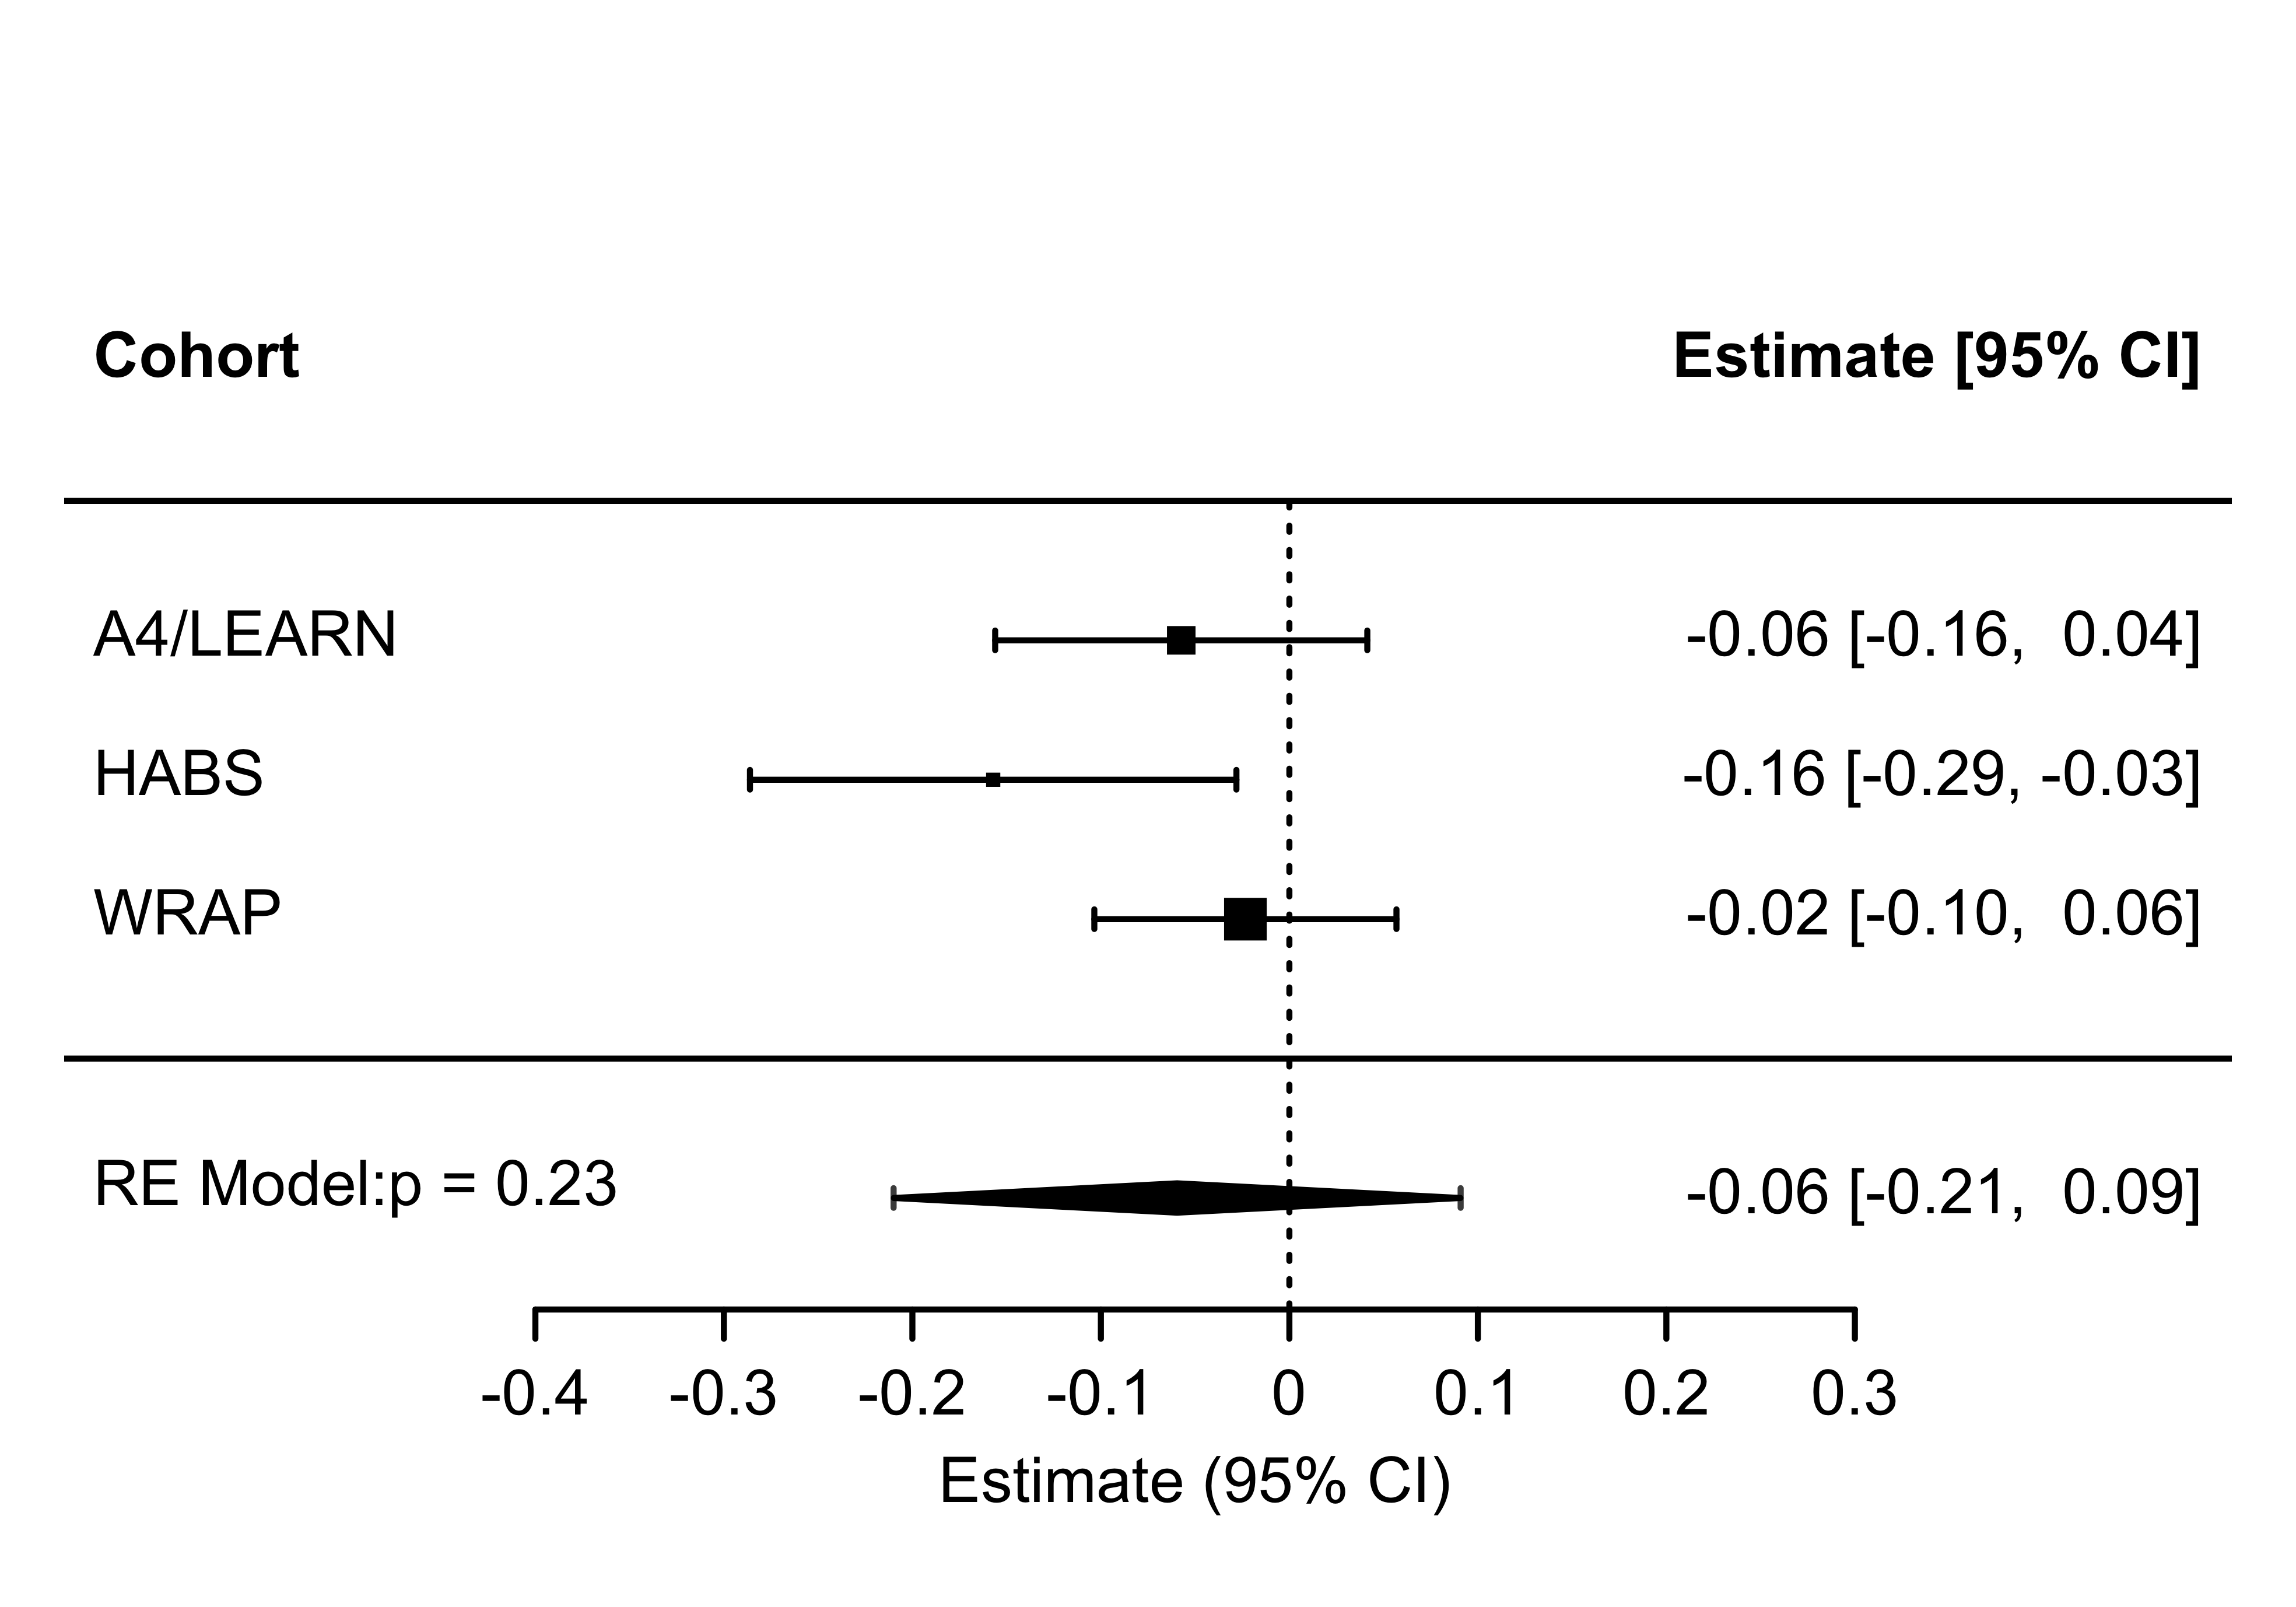 Cohort Estimate [95% CI]
A4/LEARN -0.06 [-0.16, 0.04]
HABS -0.16 [-0.29, -0.03]
WRAP -0.02 [-0.10, 0.06]
RE Model:p = 0.23 -0.06 [-0.21, 0.09]
-0.4 -0.3 -0.2 -0.1 0 0.1 0.2 0.3
Estimate (95% CI)